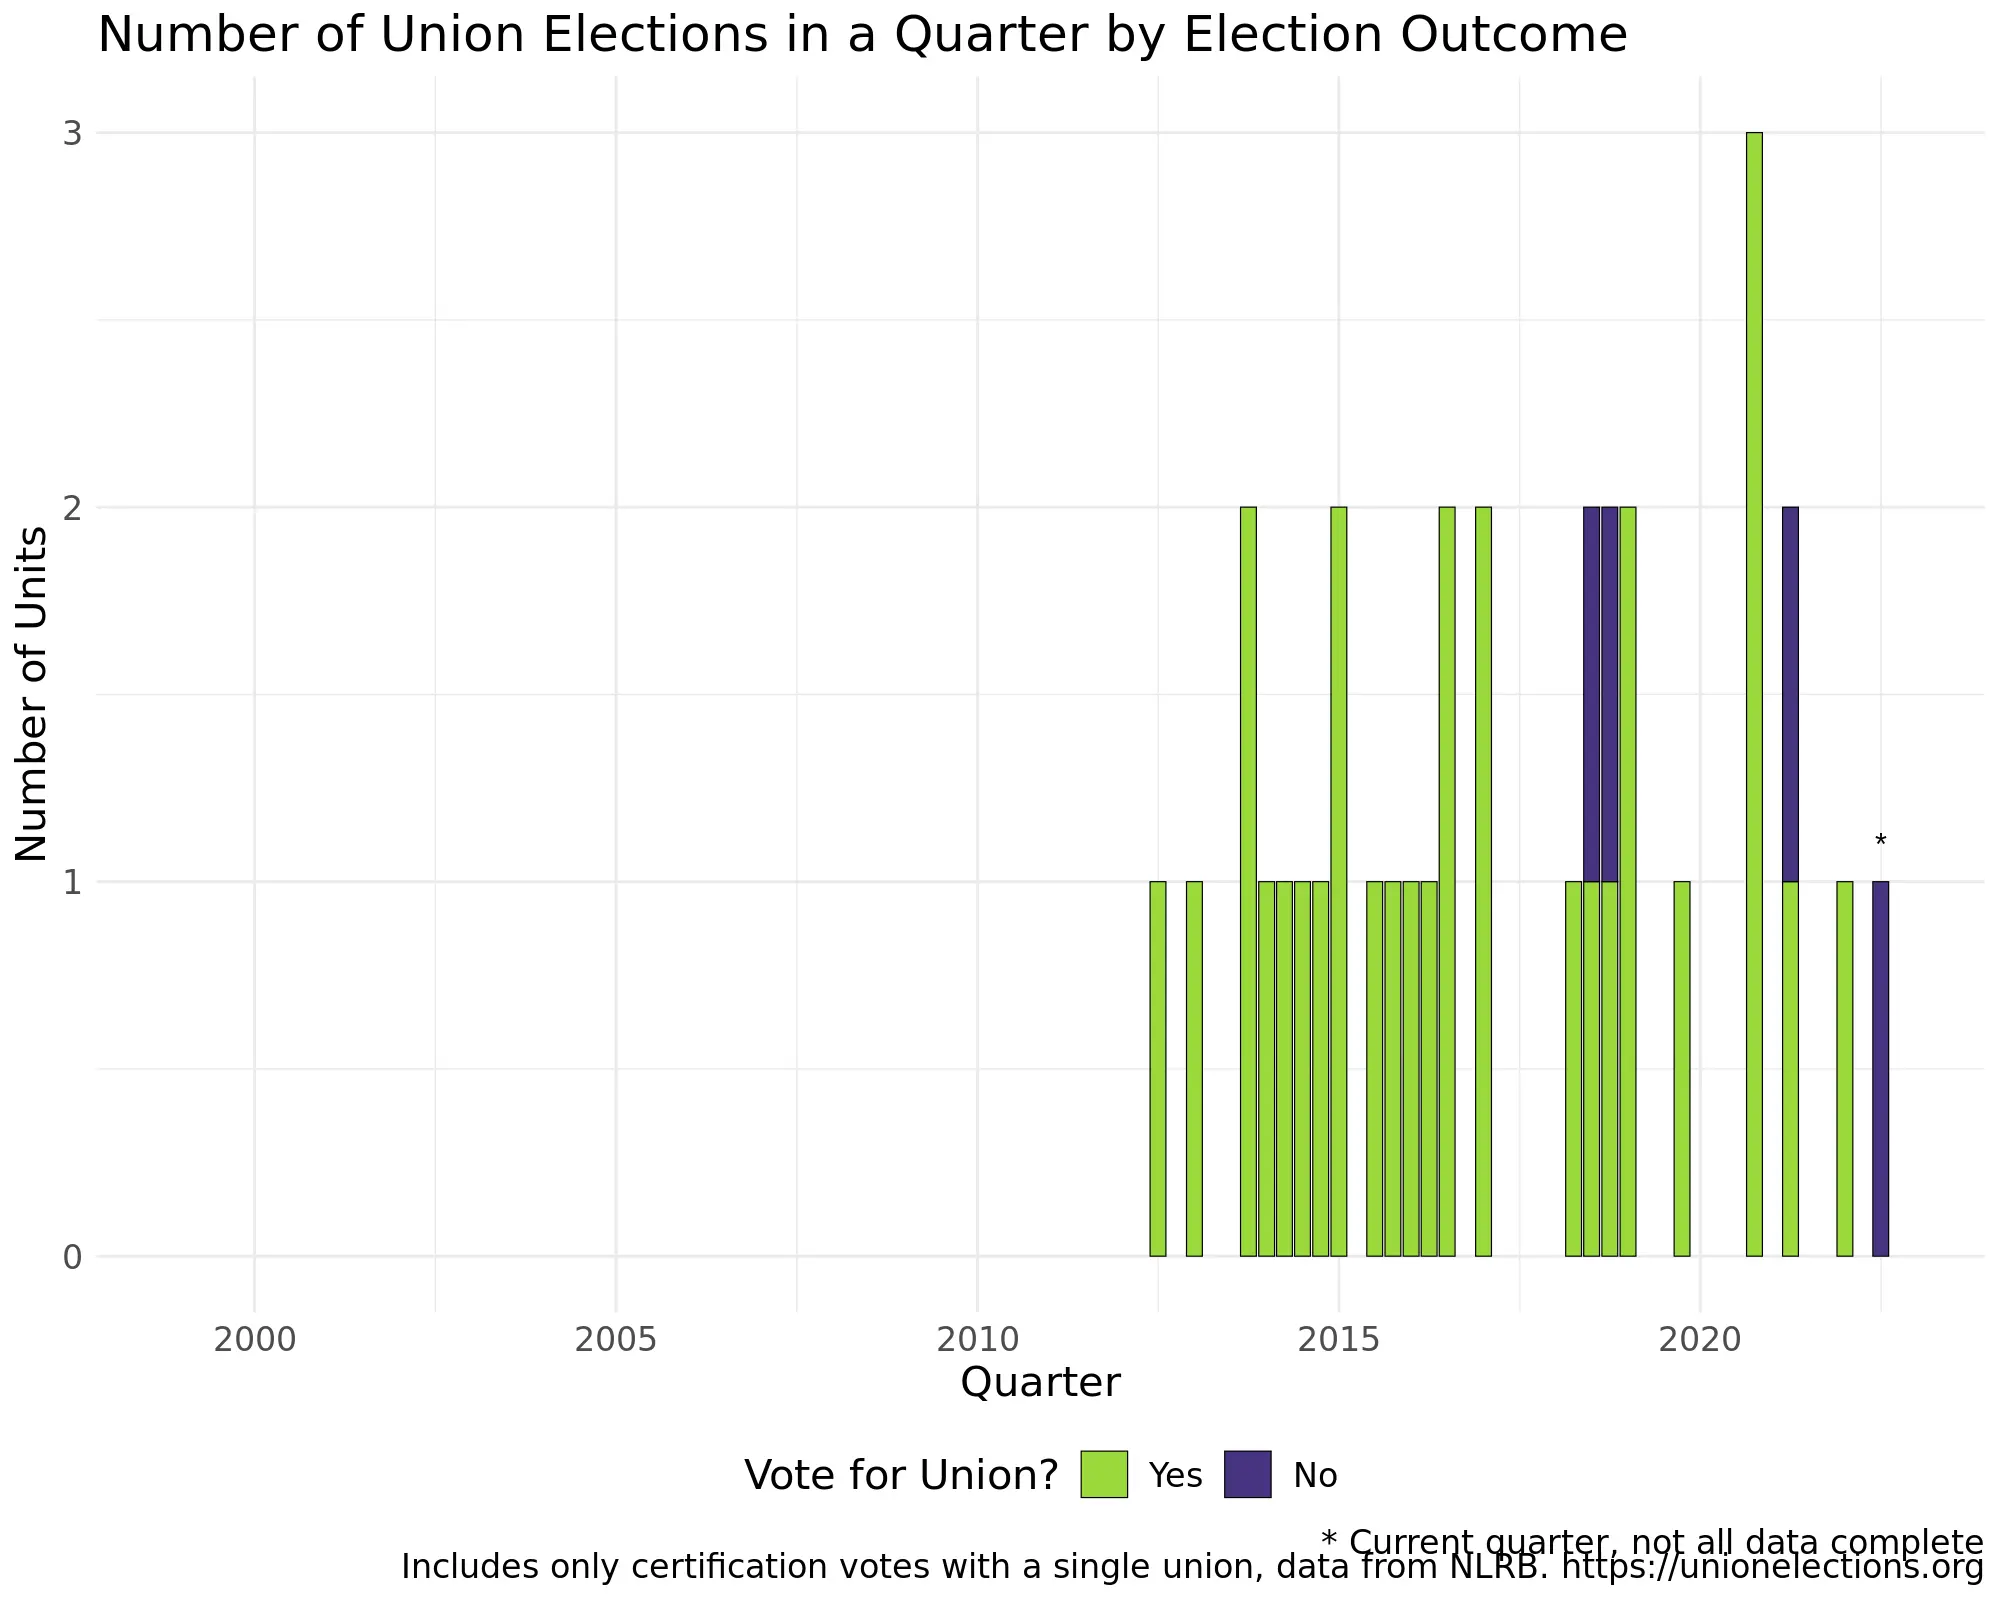 Number of Union Elections in a Quarter by Election Outcome
Number of Units
3
2
1
0
*
2000 2005 2010 2015 2020
Quarter
Vote for Union? Yes No
* Current quarter, not all data complete
Includes only certification votes with a single union, data from NLRB. https://unionelections.org